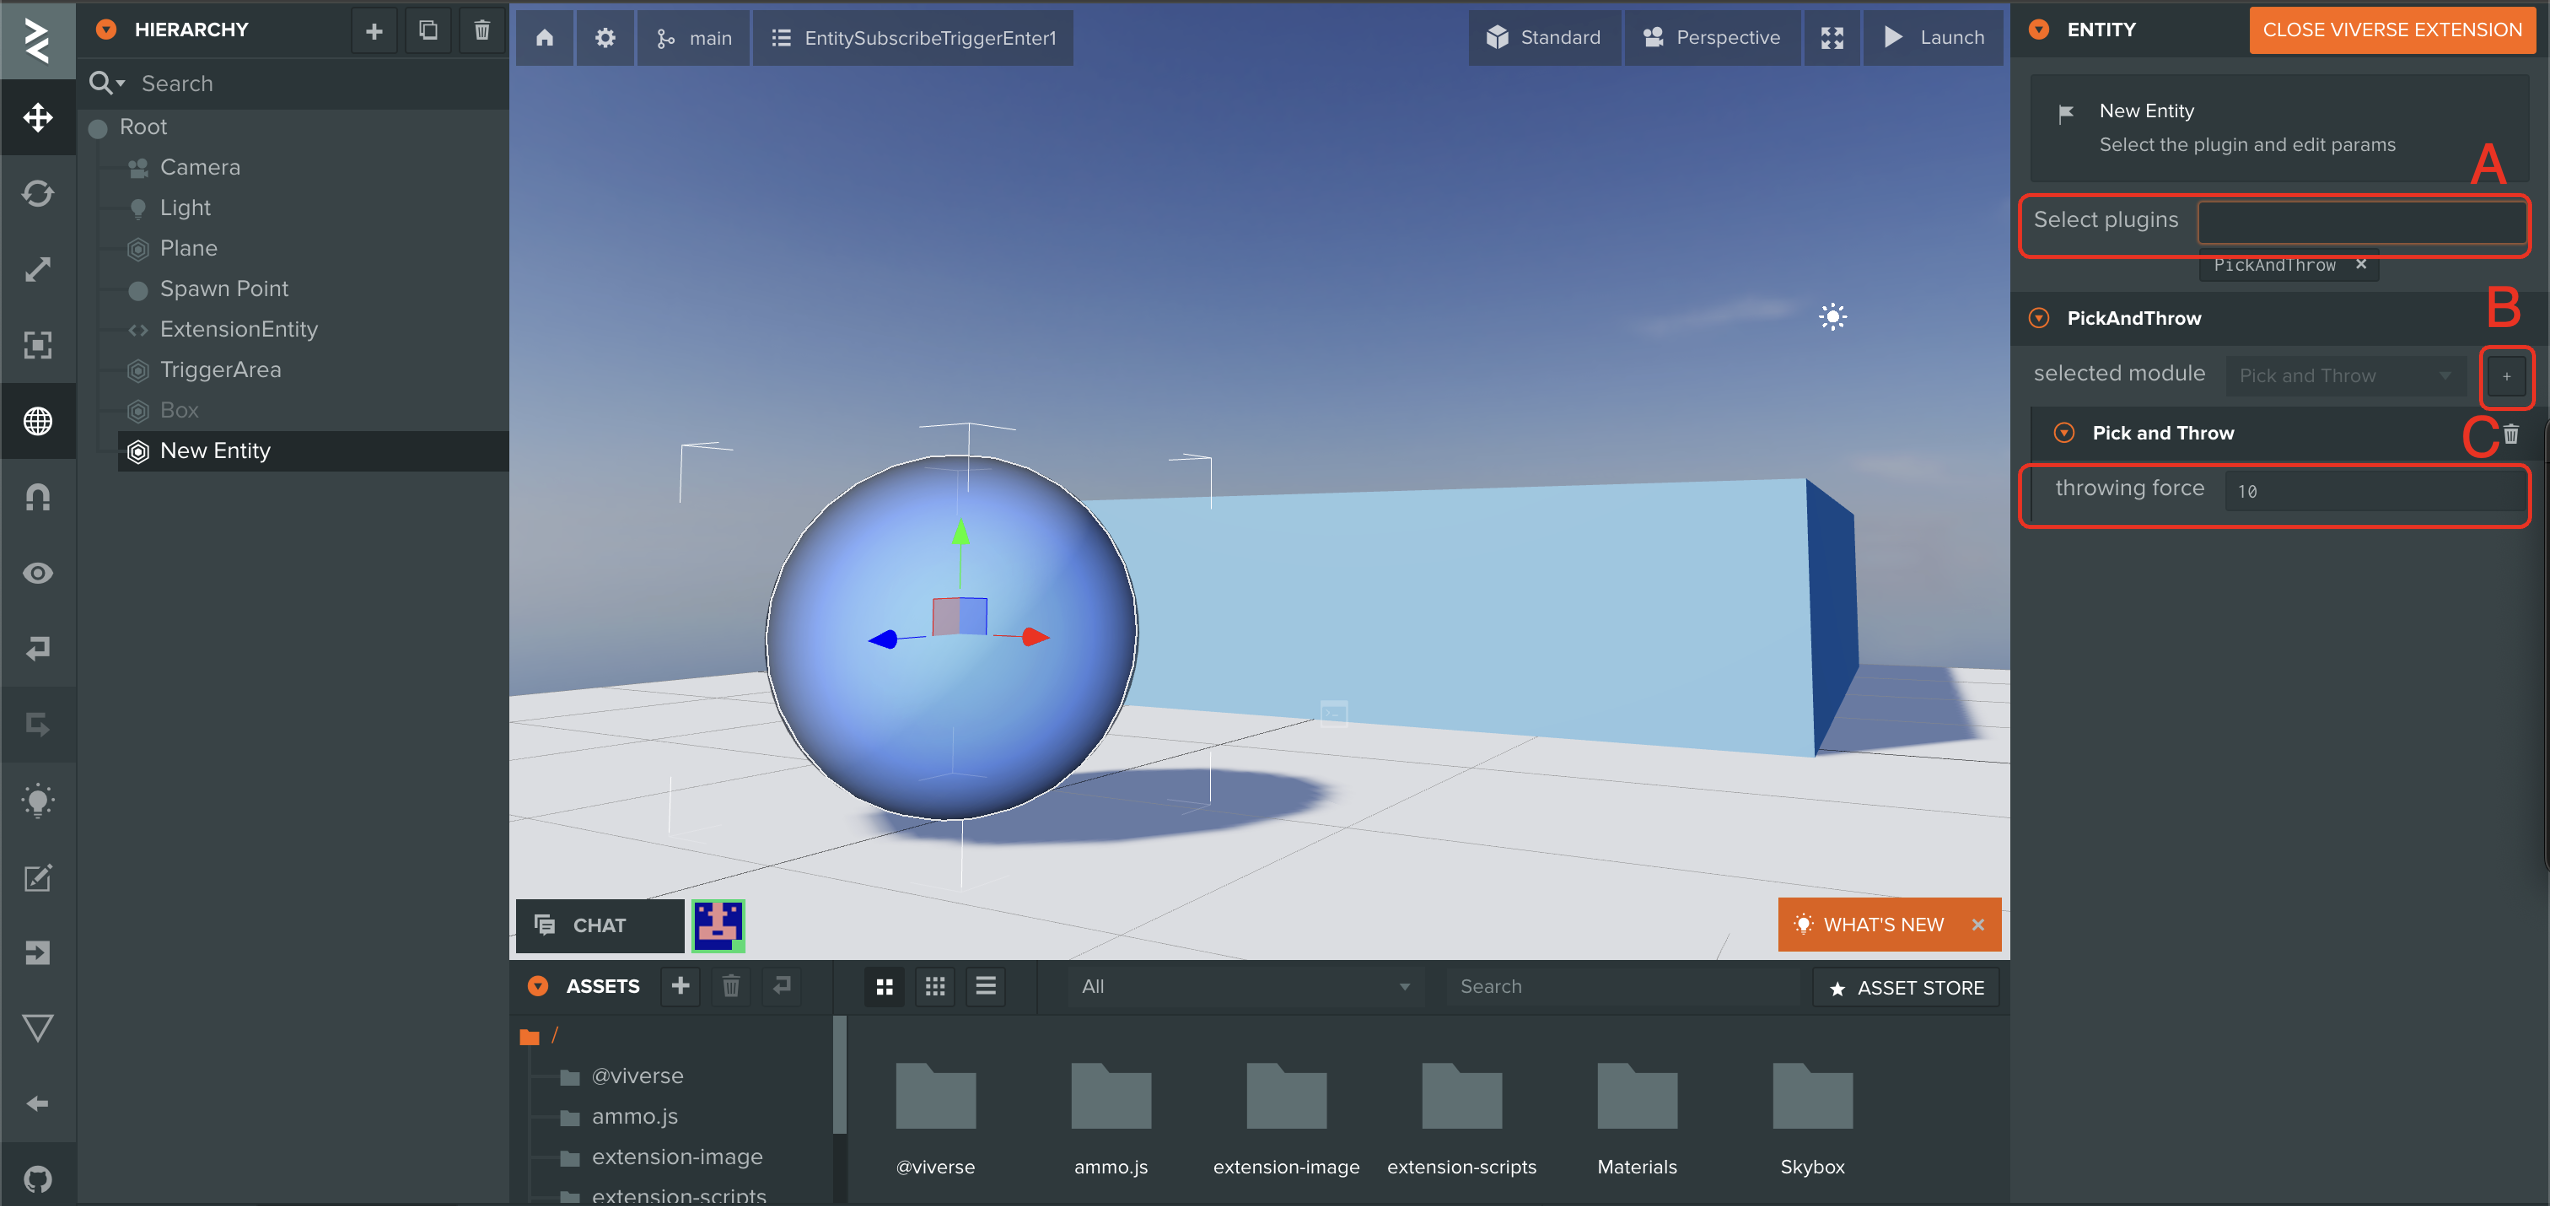 HIERARCHY
Search
Root
Camera
Light
Plane
Spawn Point
ExtensionEntity
TriggerArea
Box
New Entity
main
EntitySubscribeTriggerEnter1
Standard
Perspective
Launch
CHAT
WHAT'S NEW
ASSETS
All
Search
ASSET STORE
/
@viverse
ammo.js
extension-image
extension-scripts
@viverse
ammo.js
extension-image
extension-scripts
Materials
Skybox
ENTITY
CLOSE VIVERSE EXTENSION
New Entity
Select the plugin and edit params
A
Select plugins
PickAndThrow ×
B
PickAndThrow
selected module Pick and Throw +
C
Pick and Throw
throwing force 10